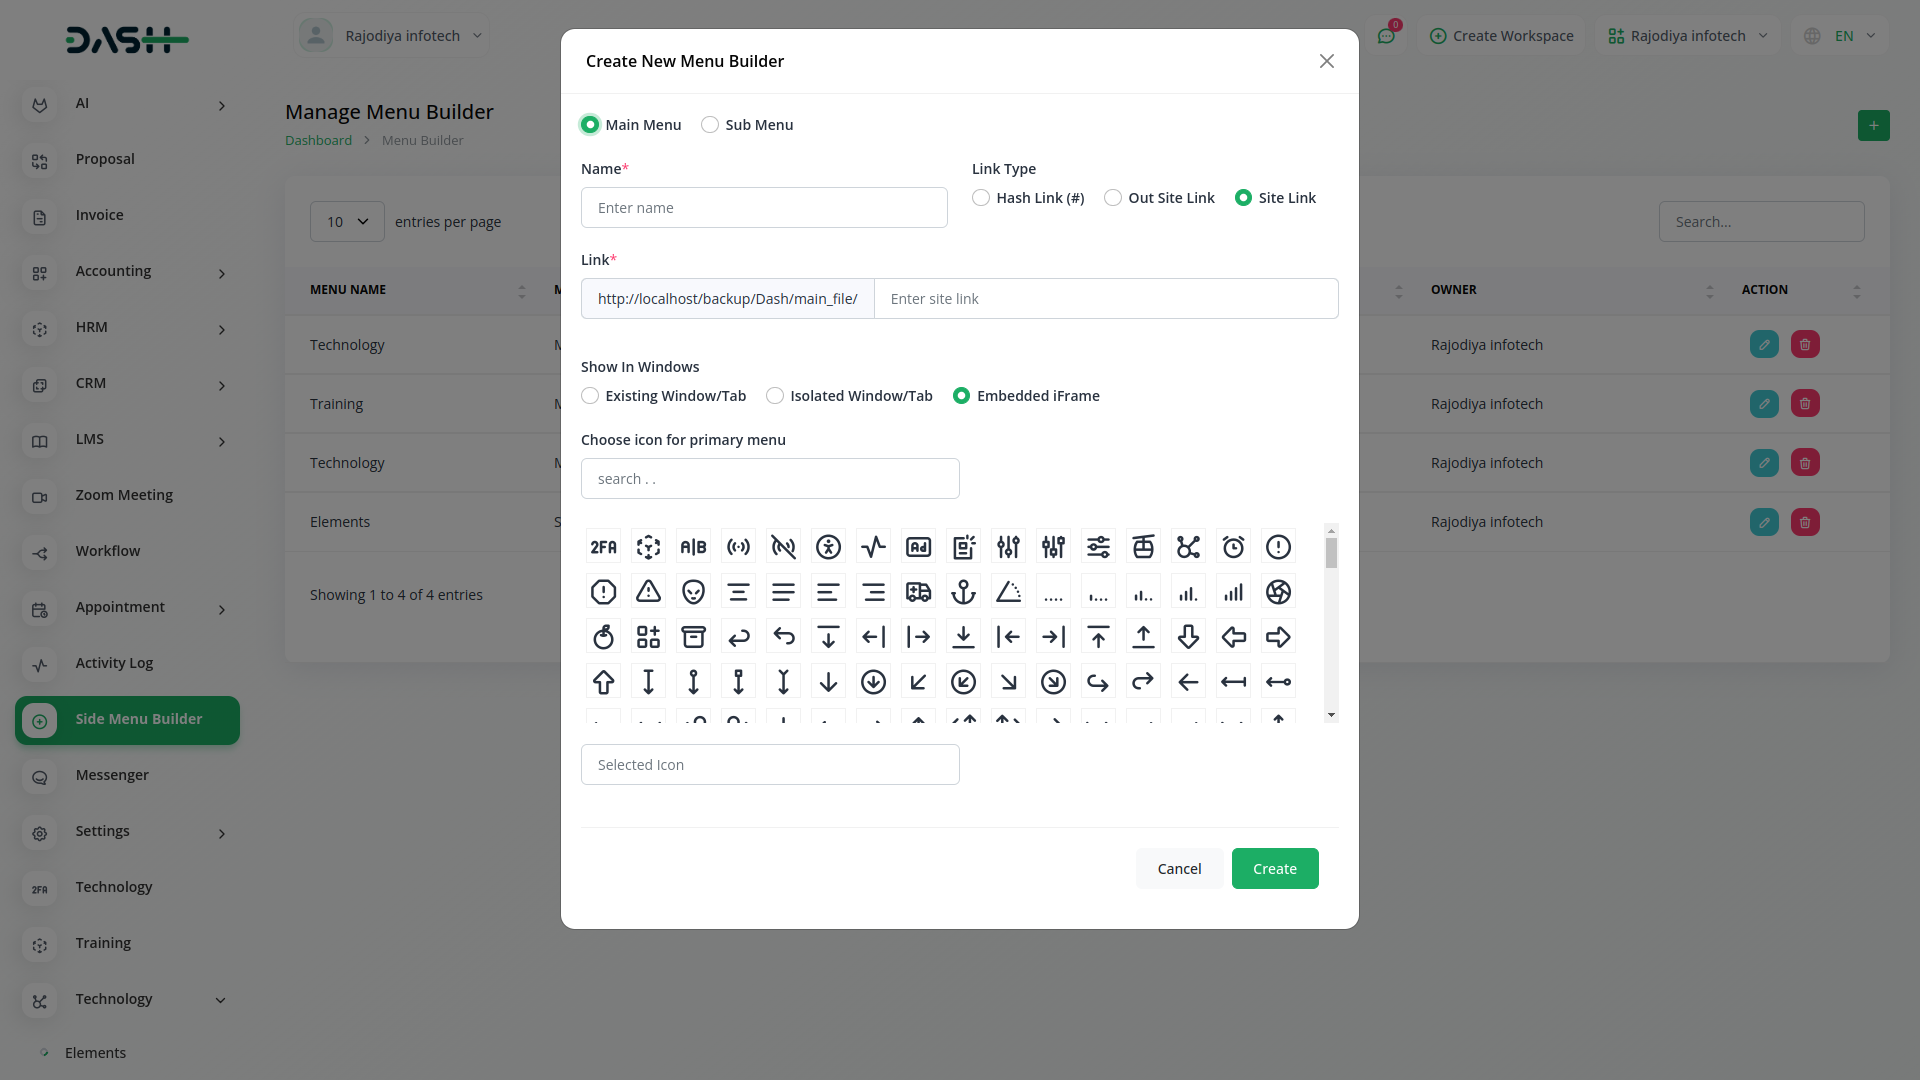 DASH
Rajodiya infotech
0
Create Workspace
Rajodiya infotech
EN
AI
Proposal
Invoice
Accounting
HRM
CRM
LMS
Zoom Meeting
Workflow
Appointment
Activity Log
Side Menu Builder
Messenger
Settings
2FA
Technology
Training
Technology
Elements
Manage Menu Builder
Dashboard > Menu Builder
+
10 entries per page
Search...
MENU NAME M OWNER ACTION
Technology M Rajodiya infotech
Training M Rajodiya infotech
Technology M Rajodiya infotech
Elements S Rajodiya infotech
Showing 1 to 4 of 4 entries
Create New Menu Builder
Main Menu Sub Menu
Name* Link Type
Enter name Hash Link (#) Out Site Link Site Link
Link*
http://localhost/backup/Dash/main_file/ Enter site link
Show In Windows
Existing Window/Tab Isolated Window/Tab Embedded iFrame
Choose icon for primary menu
search . .
2FA A|B Ad
Selected Icon
Cancel Create